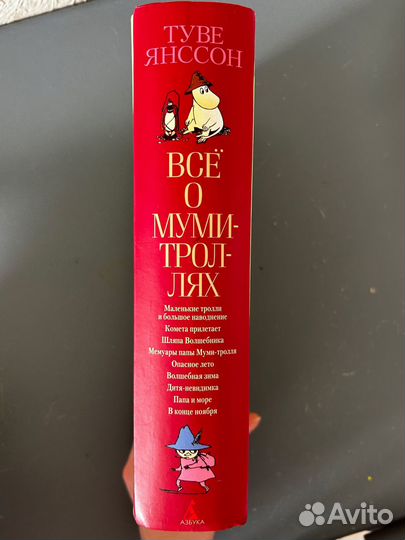 ТУВЕ
ЯНССОН
ВСЁ
О
МУМИ-
ТРОЛ-
ЛЯХ
Маленькие тролли
и большое наводнение
Комета прилетает
Шляпа Волшебника
Мемуары папы Муми-тролля
Опасное лето
Волшебная зима
Дитя-невидимка
Папа и море
В конце ноября
АЗБУКА
Avito